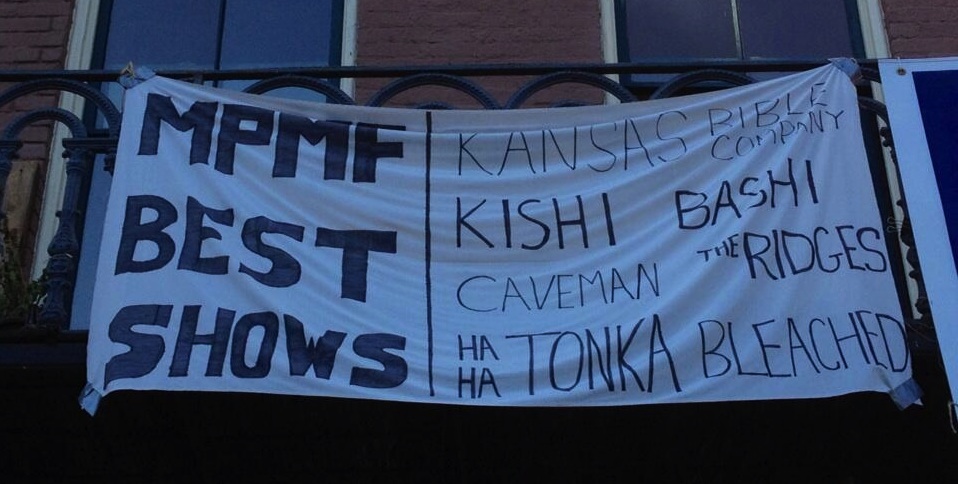 MPMF
BEST
SHOWS
KANSAS BIBLE
COMPANY
KISHI BASHI
CAVEMAN THE RIDGES
HA HA TONKA BLEACHED